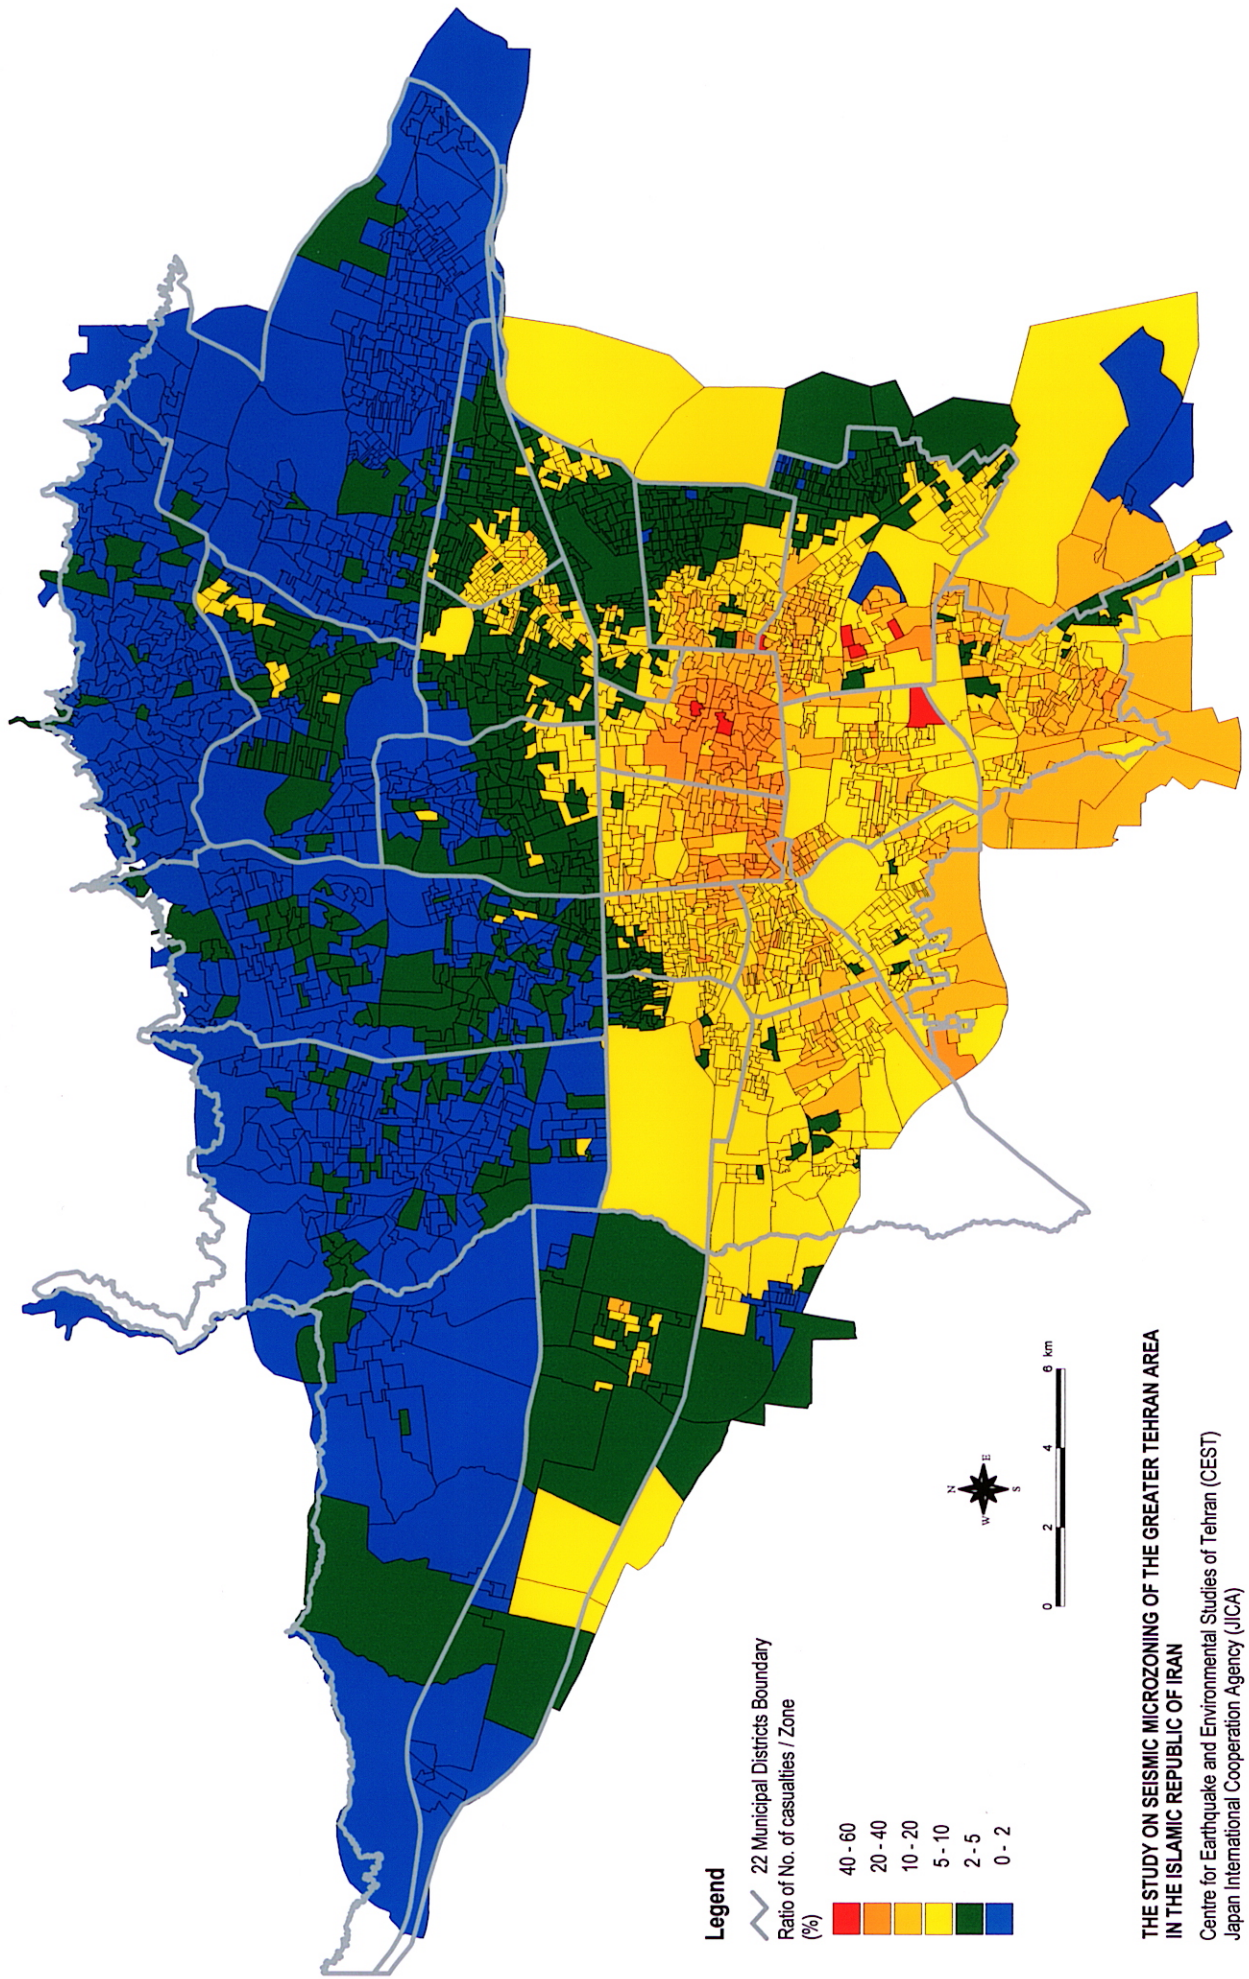 Legend
22 Municipal Districts Boundary
Ratio of No. of casualties / Zone
(%)
40 - 60
20 - 40
10 - 20
5 - 10
2 - 5
0 - 2
N
W
E
S
0
2
4
6 km
THE STUDY ON SEISMIC MICROZONING OF THE GREATER TEHRAN AREA
IN THE ISLAMIC REPUBLIC OF IRAN
Centre for Earthquake and Environmental Studies of Tehran (CEST)
Japan International Cooperation Agency (JICA)